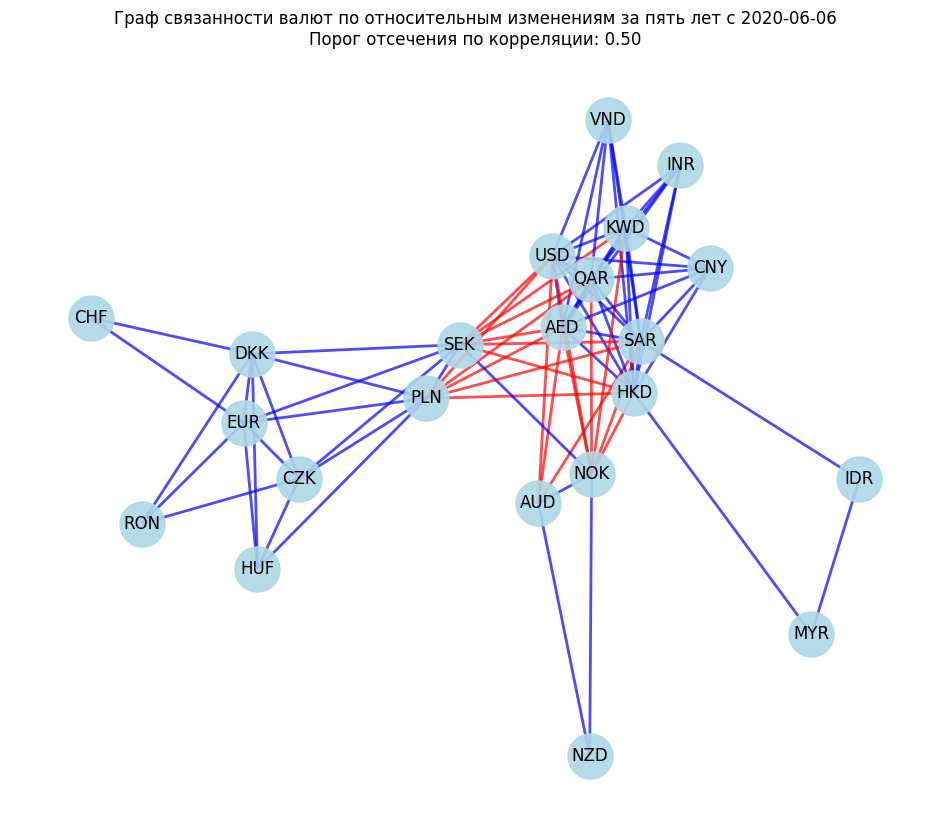 Граф связанности валют по относительным изменениям за пять лет с 2020-06-06
Порог отсечения по корреляции: 0.50
VND
INR
KWD
USD
CNY
QAR
CHF
AED
SAR
SEK
DKK
HKD
PLN
EUR
NOK
CZK
IDR
AUD
RON
HUF
MYR
NZD